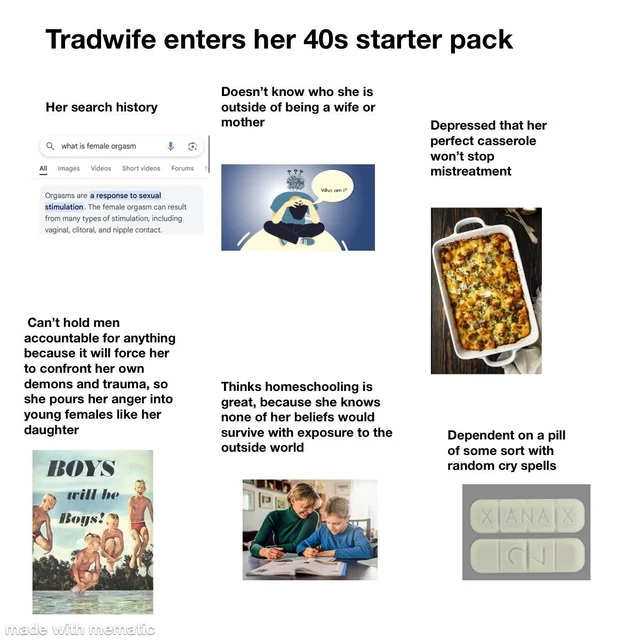 Tradwife enters her 40s starter pack
Her search history
what is female orgasm
All Images Videos Short videos Forums
Orgasms are a response to sexual
stimulation. The female orgasm can result
from many types of stimulation, including
vaginal, clitoral, and nipple contact.
Doesn’t know who she is
outside of being a wife or
mother
???
Who am I?
Depressed that her
perfect casserole
won’t stop
mistreatment
Can’t hold men
accountable for anything
because it will force her
to confront her own
demons and trauma, so
she pours her anger into
young females like her
daughter
BOYS
will be
Boys!
Thinks homeschooling is
great, because she knows
none of her beliefs would
survive with exposure to the
outside world
Dependent on a pill
of some sort with
random cry spells
X ANA X
2
made with mematic